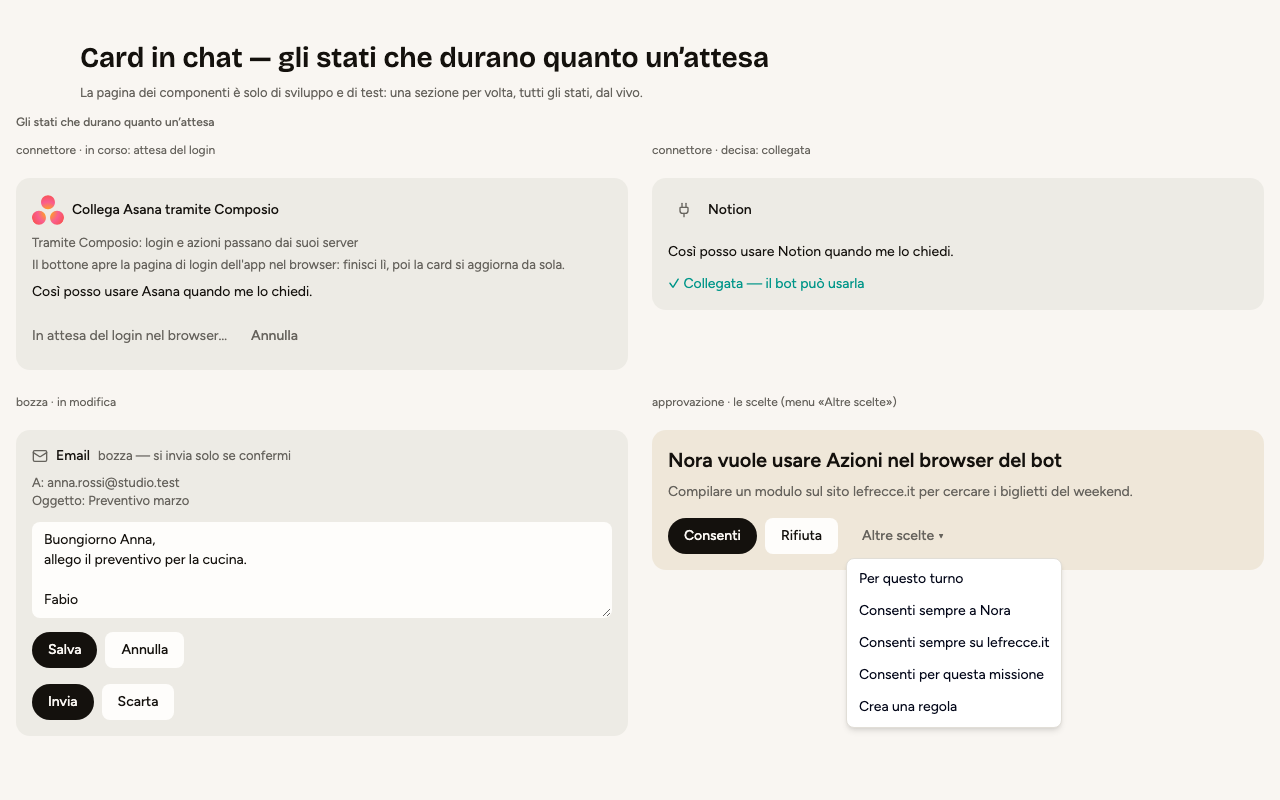 Card in chat — gli stati che durano quanto un’attesa
La pagina dei componenti è solo di sviluppo e di test: una sezione per volta, tutti gli stati, dal vivo.
Gli stati che durano quanto un’attesa
connettore · in corso: attesa del login
Collega Asana tramite Composio
Tramite Composio: login e azioni passano dai suoi server
Il bottone apre la pagina di login dell'app nel browser: finisci lì, poi la card si aggiorna da sola.
Così posso usare Asana quando me lo chiedi.
In attesa del login nel browser… Annulla
connettore · decisa: collegata
Notion
Così posso usare Notion quando me lo chiedi.
✓ Collegata — il bot può usarla
bozza · in modifica
Email bozza — si invia solo se confermi
A: anna.rossi@studio.test
Oggetto: Preventivo marzo
Buongiorno Anna,
allego il preventivo per la cucina.
Fabio
Salva Annulla
Invia Scarta
approvazione · le scelte (menu «Altre scelte»)
Nora vuole usare Azioni nel browser del bot
Compilare un modulo sul sito lefrecce.it per cercare i biglietti del weekend.
Consenti Rifiuta Altre scelte ▾
Per questo turno
Consenti sempre a Nora
Consenti sempre su lefrecce.it
Consenti per questa missione
Crea una regola